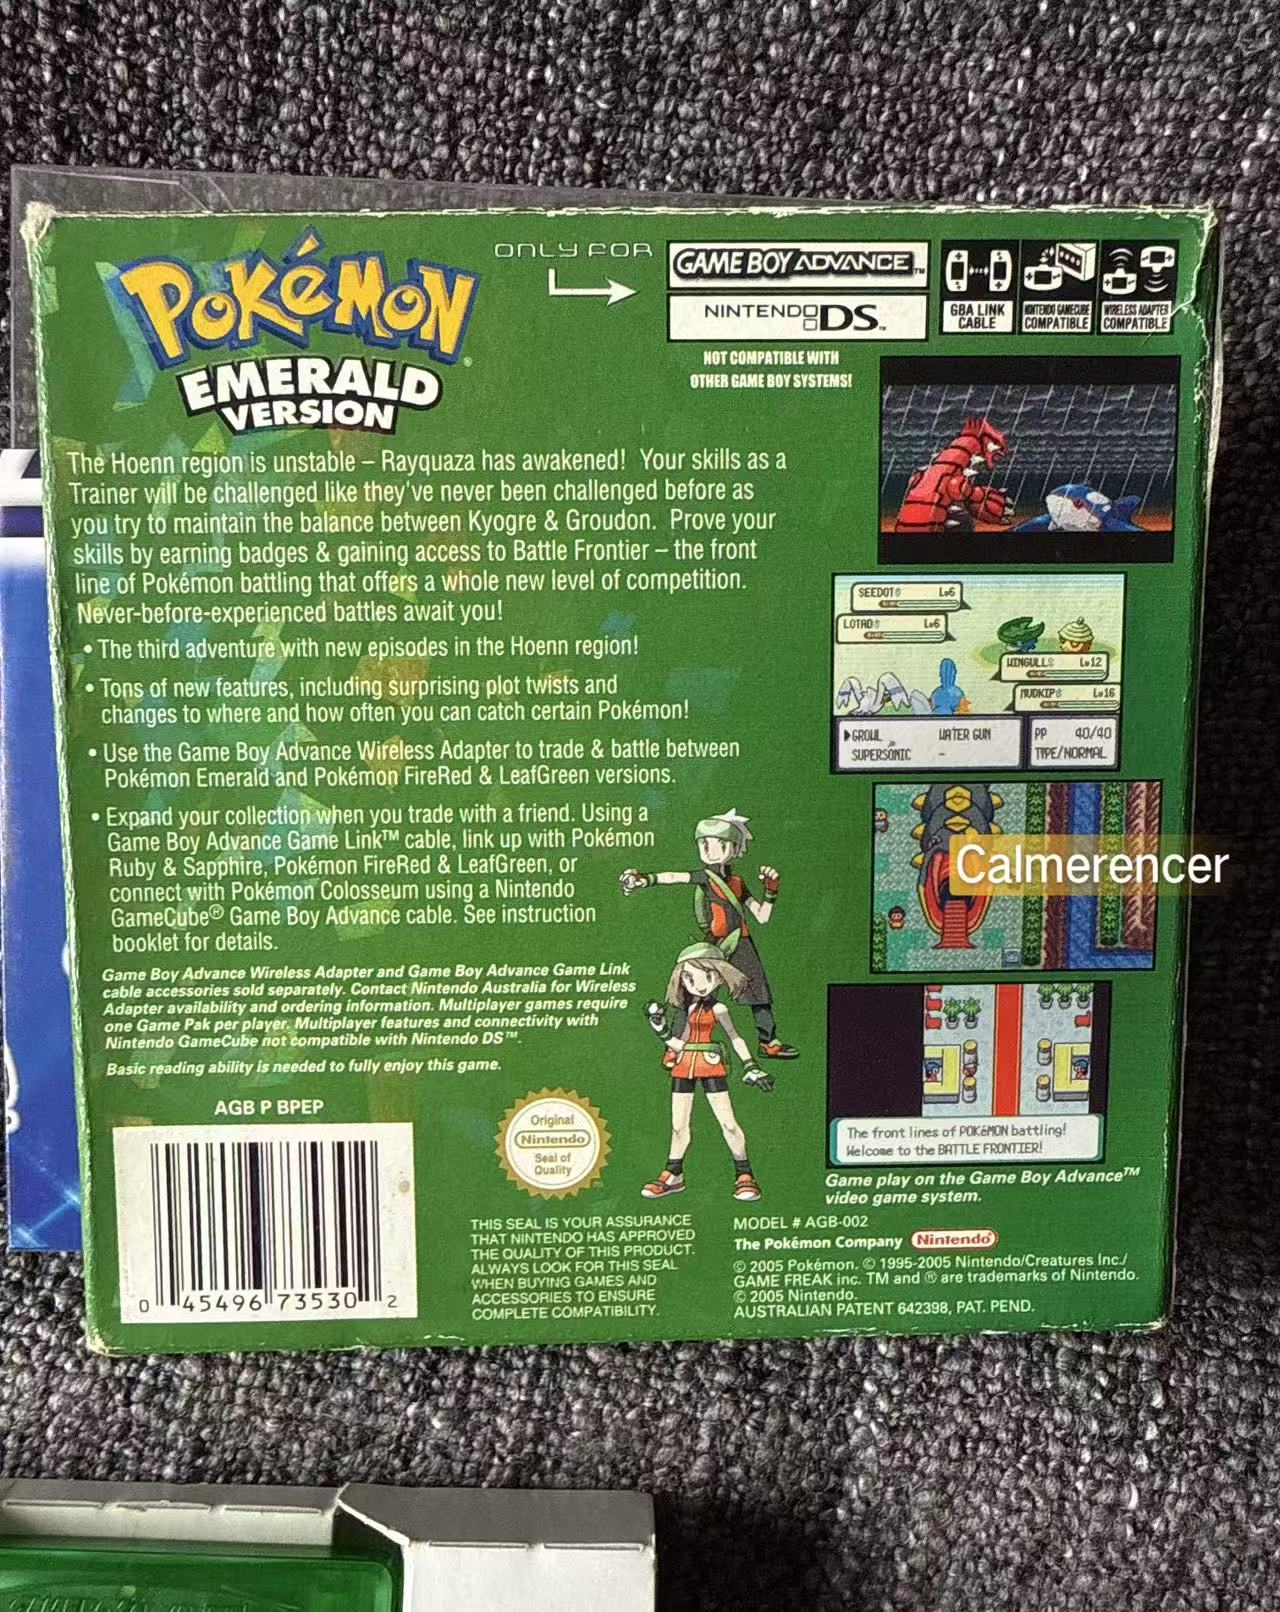 POKéMON
EMERALD
VERSION
ONLY FOR
GAME BOY ADVANCE™
NINTENDO DS™
NOT COMPATIBLE WITH
OTHER GAME BOY SYSTEMS!
GBA LINK
CABLE
NINTENDO GAMECUBE
COMPATIBLE
WIRELESS ADAPTER
COMPATIBLE
The Hoenn region is unstable – Rayquaza has awakened! Your skills as a
Trainer will be challenged like they've never been challenged before as
you try to maintain the balance between Kyogre & Groudon. Prove your
skills by earning badges & gaining access to Battle Frontier – the front
line of Pokémon battling that offers a whole new level of competition.
Never-before-experienced battles await you!
• The third adventure with new episodes in the Hoenn region!
• Tons of new features, including surprising plot twists and
changes to where and how often you can catch certain Pokémon!
• Use the Game Boy Advance Wireless Adapter to trade & battle between
Pokémon Emerald and Pokémon FireRed & LeafGreen versions.
• Expand your collection when you trade with a friend. Using a
Game Boy Advance Game Link™ cable, link up with Pokémon
Ruby & Sapphire, Pokémon FireRed & LeafGreen, or
connect with Pokémon Colosseum using a Nintendo
GameCube® Game Boy Advance cable. See instruction
booklet for details.
Game Boy Advance Wireless Adapter and Game Boy Advance Game Link
cable accessories sold separately. Contact Nintendo Australia for Wireless
Adapter availability and ordering information. Multiplayer games require
one Game Pak per player. Multiplayer features and connectivity with
Nintendo GameCube not compatible with Nintendo DS™.
Basic reading ability is needed to fully enjoy this game.
AGB P BPEP
0 45496 73530 2
Original
Nintendo
Seal of
Quality
THIS SEAL IS YOUR ASSURANCE
THAT NINTENDO HAS APPROVED
THE QUALITY OF THIS PRODUCT.
ALWAYS LOOK FOR THIS SEAL
WHEN BUYING GAMES AND
ACCESSORIES TO ENSURE
COMPLETE COMPATIBILITY.
SEEDOT♂ Lv6
LOTAD♂ Lv6
WINGULL♂ Lv12
MUDKIP♂ Lv16
▶GROWL WATER GUN
SUPERSONIC –
PP 40/40
TYPE/NORMAL
Calmerencer
The front lines of POKéMON battling!
Welcome to the BATTLE FRONTIER!
Game play on the Game Boy Advance™
video game system.
MODEL # AGB-002
The Pokémon Company Nintendo®
© 2005 Pokémon. © 1995-2005 Nintendo/Creatures Inc./
GAME FREAK inc. TM and ® are trademarks of Nintendo.
© 2005 Nintendo.
AUSTRALIAN PATENT 642398, PAT. PEND.